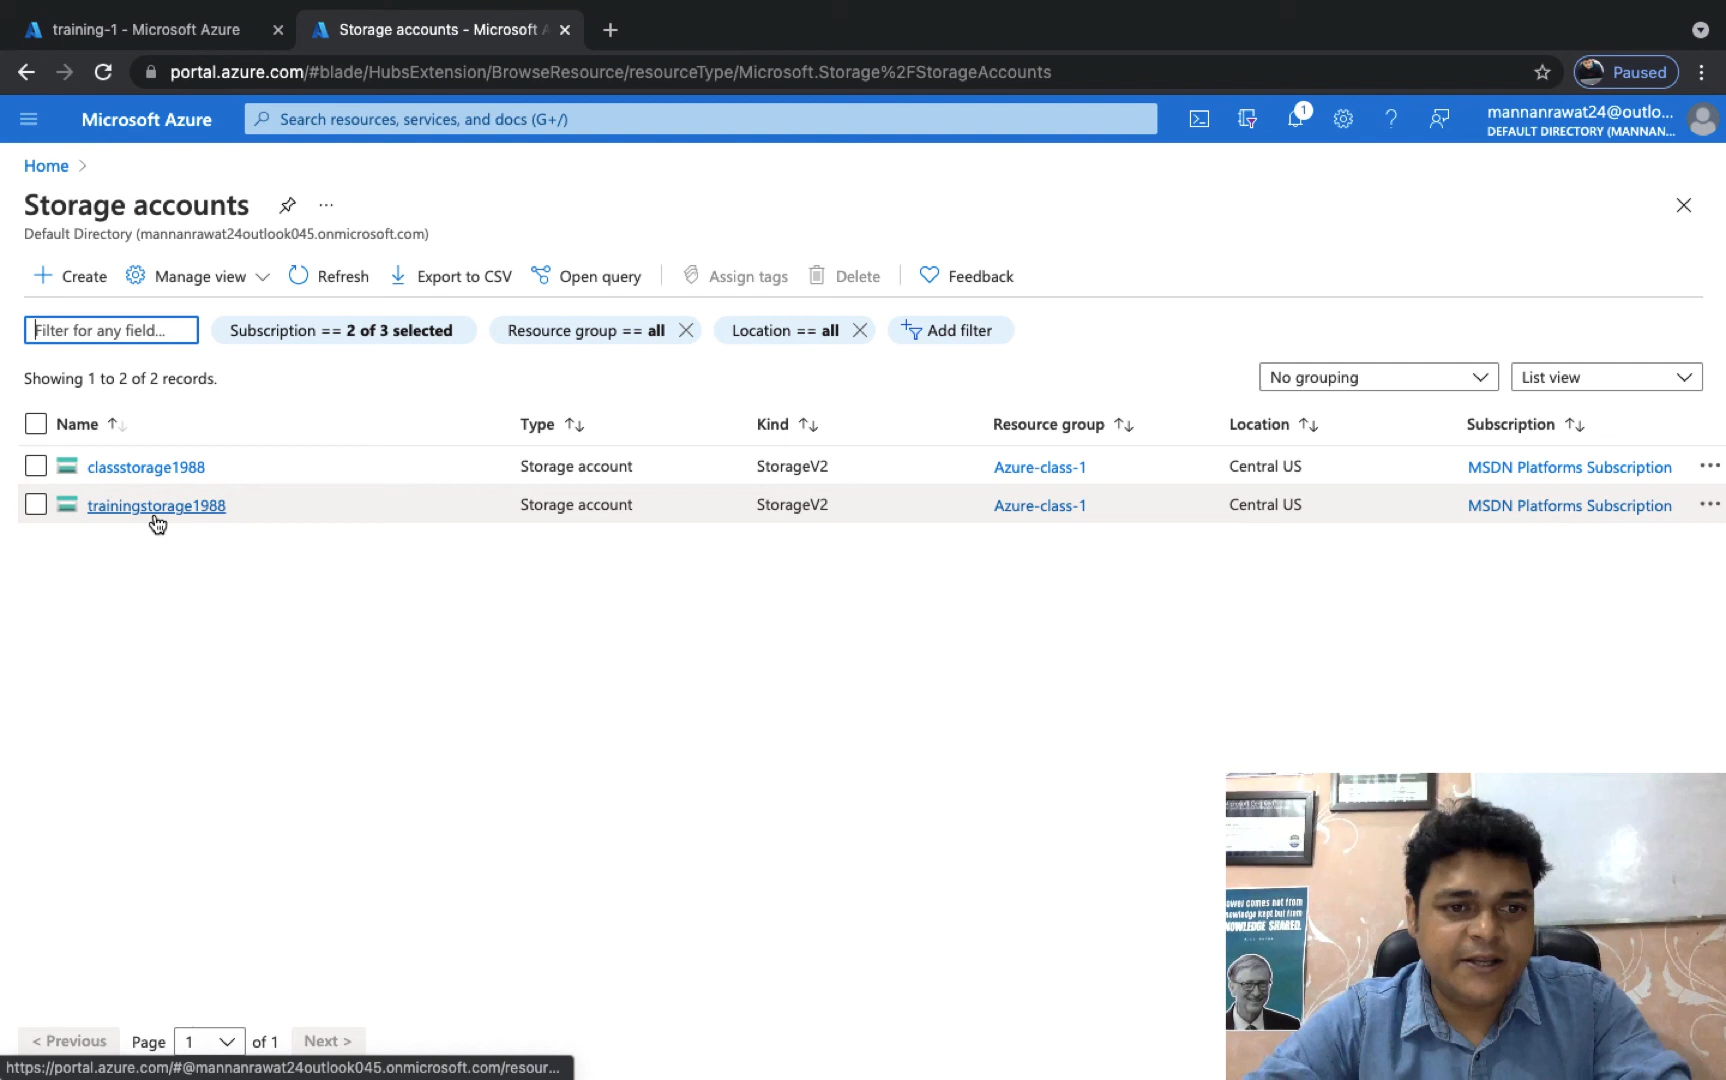 training-1 - Microsoft Azure
Storage accounts - Microsoft A
portal.azure.com/#blade/HubsExtension/BrowseResource/resourceType/Microsoft.Storage%2FStorageAccounts
Paused
Microsoft Azure
Search resources, services, and docs (G+/)
1
mannanrawat24@outlo...
DEFAULT DIRECTORY (MANNAN...
Home
Storage accounts
Default Directory (mannanrawat24outlook045.onmicrosoft.com)
Create
Manage view
Refresh
Export to CSV
Open query
Assign tags
Delete
Feedback
Filter for any field...
Subscription == 2 of 3 selected
Resource group == all
Location == all
Add filter
Showing 1 to 2 of 2 records.
No grouping
List view
Name Type Kind Resource group Location Subscription
classstorage1988 Storage account StorageV2 Azure-class-1 Central US MSDN Platforms Subscription
trainingstorage1988 Storage account StorageV2 Azure-class-1 Central US MSDN Platforms Subscription
< Previous Page 1 of 1 Next >
https://portal.azure.com/#@mannanrawat24outlook045.onmicrosoft.com/resour...
KNOWLEDGE SHARED.